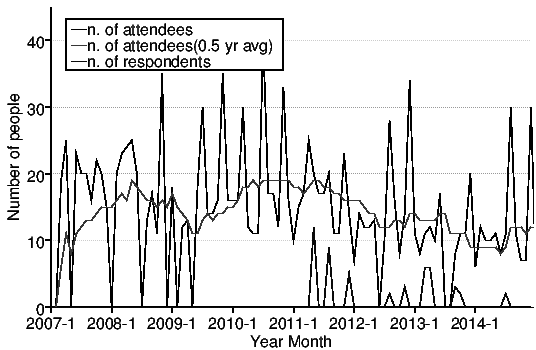 n. of attendees
n. of attendees(0.5 yr avg)
n. of respondents
40
30
20
10
0
Number of people
2007-1 2008-1 2009-1 2010-1 2011-1 2012-1 2013-1 2014-1
Year Month